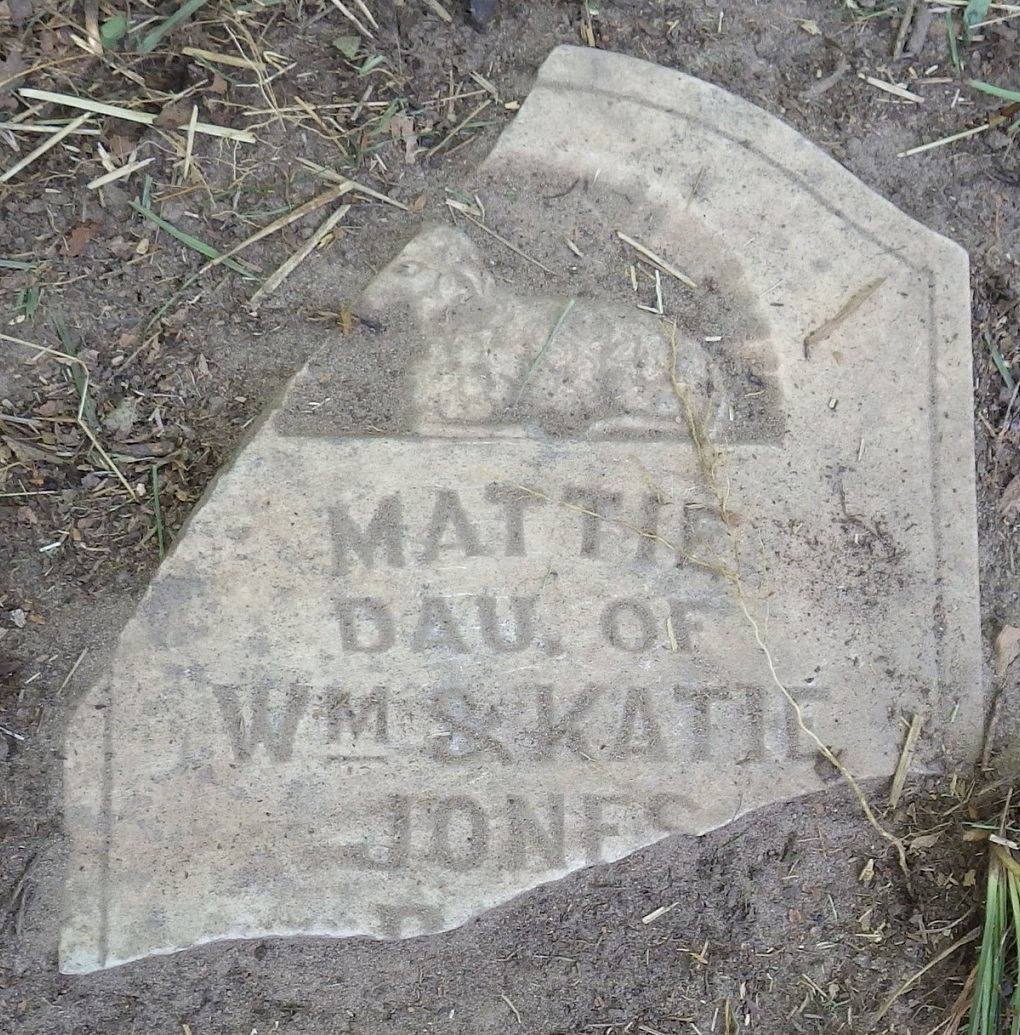 MATTIE
DAU. OF
WM & KATIE
JONES